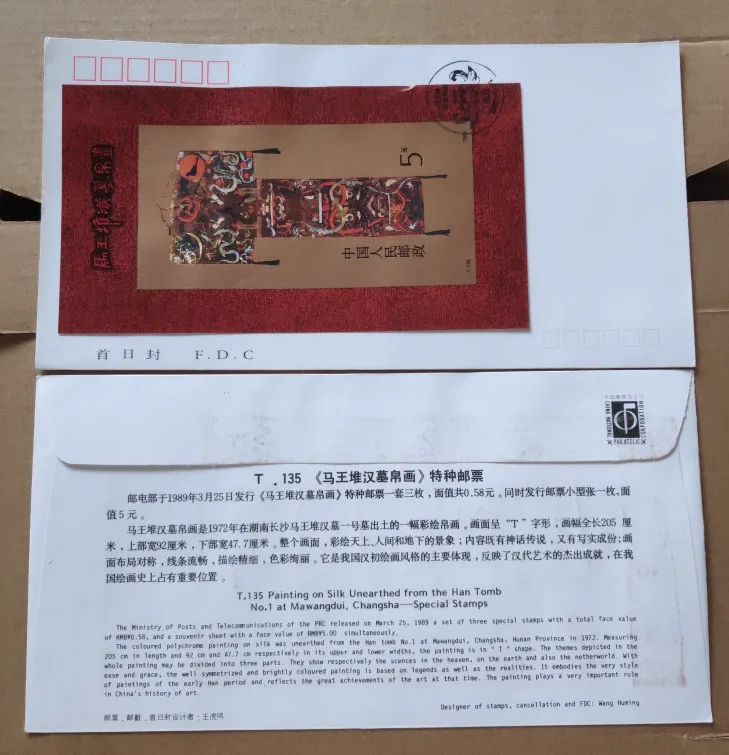 馬王堆漢墓帛畫
5元
中国人民邮政
T.135
首日封 F.D.C
CHINA NATIONAL
PHILATELIC
CORPORATION
T.135 《马王堆汉墓帛画》特种邮票
邮电部于1989年3月25日发行《马王堆汉墓帛画》特种邮票一套三枚,面值共0.58元。同时发行邮票小型张一枚,面
值5元。
马王堆汉墓帛画是1972年在湖南长沙马王堆汉墓一号墓出土的一幅彩绘帛画。画面呈“T”字形,画幅全长205 厘
米,上部宽92厘米,下部宽47.7厘米。整个画面,彩绘天上、人间和地下的景象;内容既有神话传说,又有写实成份;画
面布局对称,线条流畅,描绘精细,色彩绚丽。它是我国汉初绘画风格的主要体现,反映了汉代艺术的杰出成就,在我
国绘画史上占有重要位置。
T.135 Painting on Silk Unearthed from the Han Tomb
No.1 at Mawangdui, Changsha—Special Stamps
The Ministry of Posts and Telecommunications of the PRC released on March 25, 1989 a set of three special stamps with a total face value
of RMB¥0.58, and a souvenir sheet with a face value of RMB¥5.00 simultaneously.
The coloured polychrome painting on silk was unearthed from the Han tomb No.1 at Mawangdui, Changsha, Hunan Province in 1972. Measuring
205 cm in length and 92 cm and 47.7 cm respectively in its upper and lower widths, the painting is in "T" shape. The themes depicted in the
whole painting may be divided into three parts. They show respectively the scences in the heaven, on the earth and also the netherworld. With
ease and grace, the well symmetrized and brightly coloured painting is based on legends as well as the realities. It embodies the very style
of paintings of the early Han period and reflects the great achievements of the art at that time. The painting plays a very important role
in China's history of art.
Designer of stamps, cancellation and FDC: Wang Huming
邮票、邮戳、首日封设计者:王虎鸣